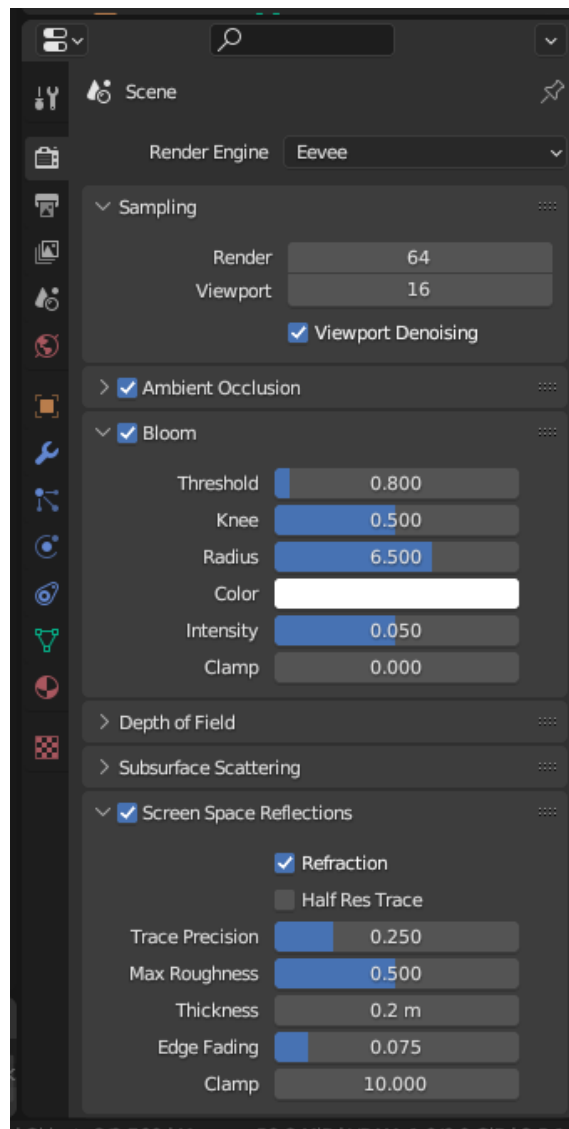 Scene
Render Engine Eevee
Sampling
Render 64
Viewport 16
Viewport Denoising
Ambient Occlusion
Bloom
Threshold 0.800
Knee 0.500
Radius 6.500
Color
Intensity 0.050
Clamp 0.000
Depth of Field
Subsurface Scattering
Screen Space Reflections
Refraction
Half Res Trace
Trace Precision 0.250
Max Roughness 0.500
Thickness 0.2 m
Edge Fading 0.075
Clamp 10.000